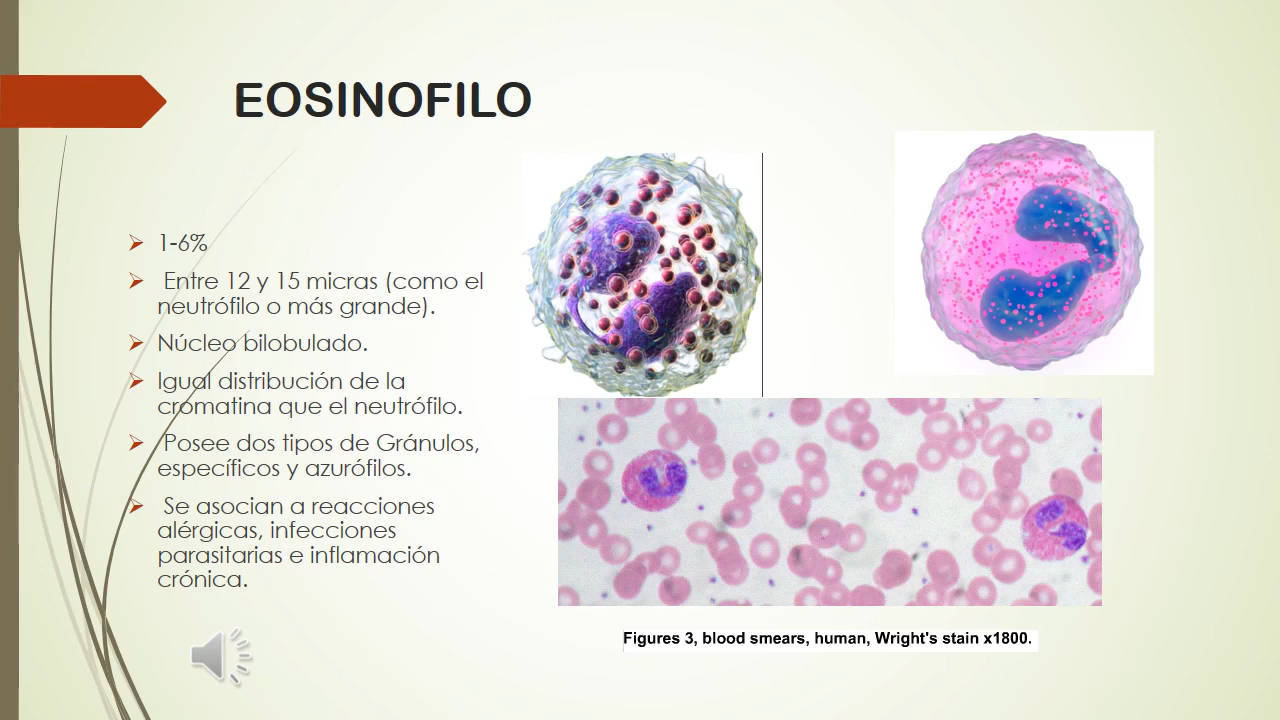 EOSINOFILO
1-6%
Entre 12 y 15 micras (como el
neutrófilo o más grande).
Núcleo bilobulado.
Igual distribución de la
cromatina que el neutrófilo.
Posee dos tipos de Gránulos,
específicos y azurófilos.
Se asocian a reacciones
alérgicas, infecciones
parasitarias e inflamación
crónica.
Figures 3, blood smears, human, Wright's stain x1800.